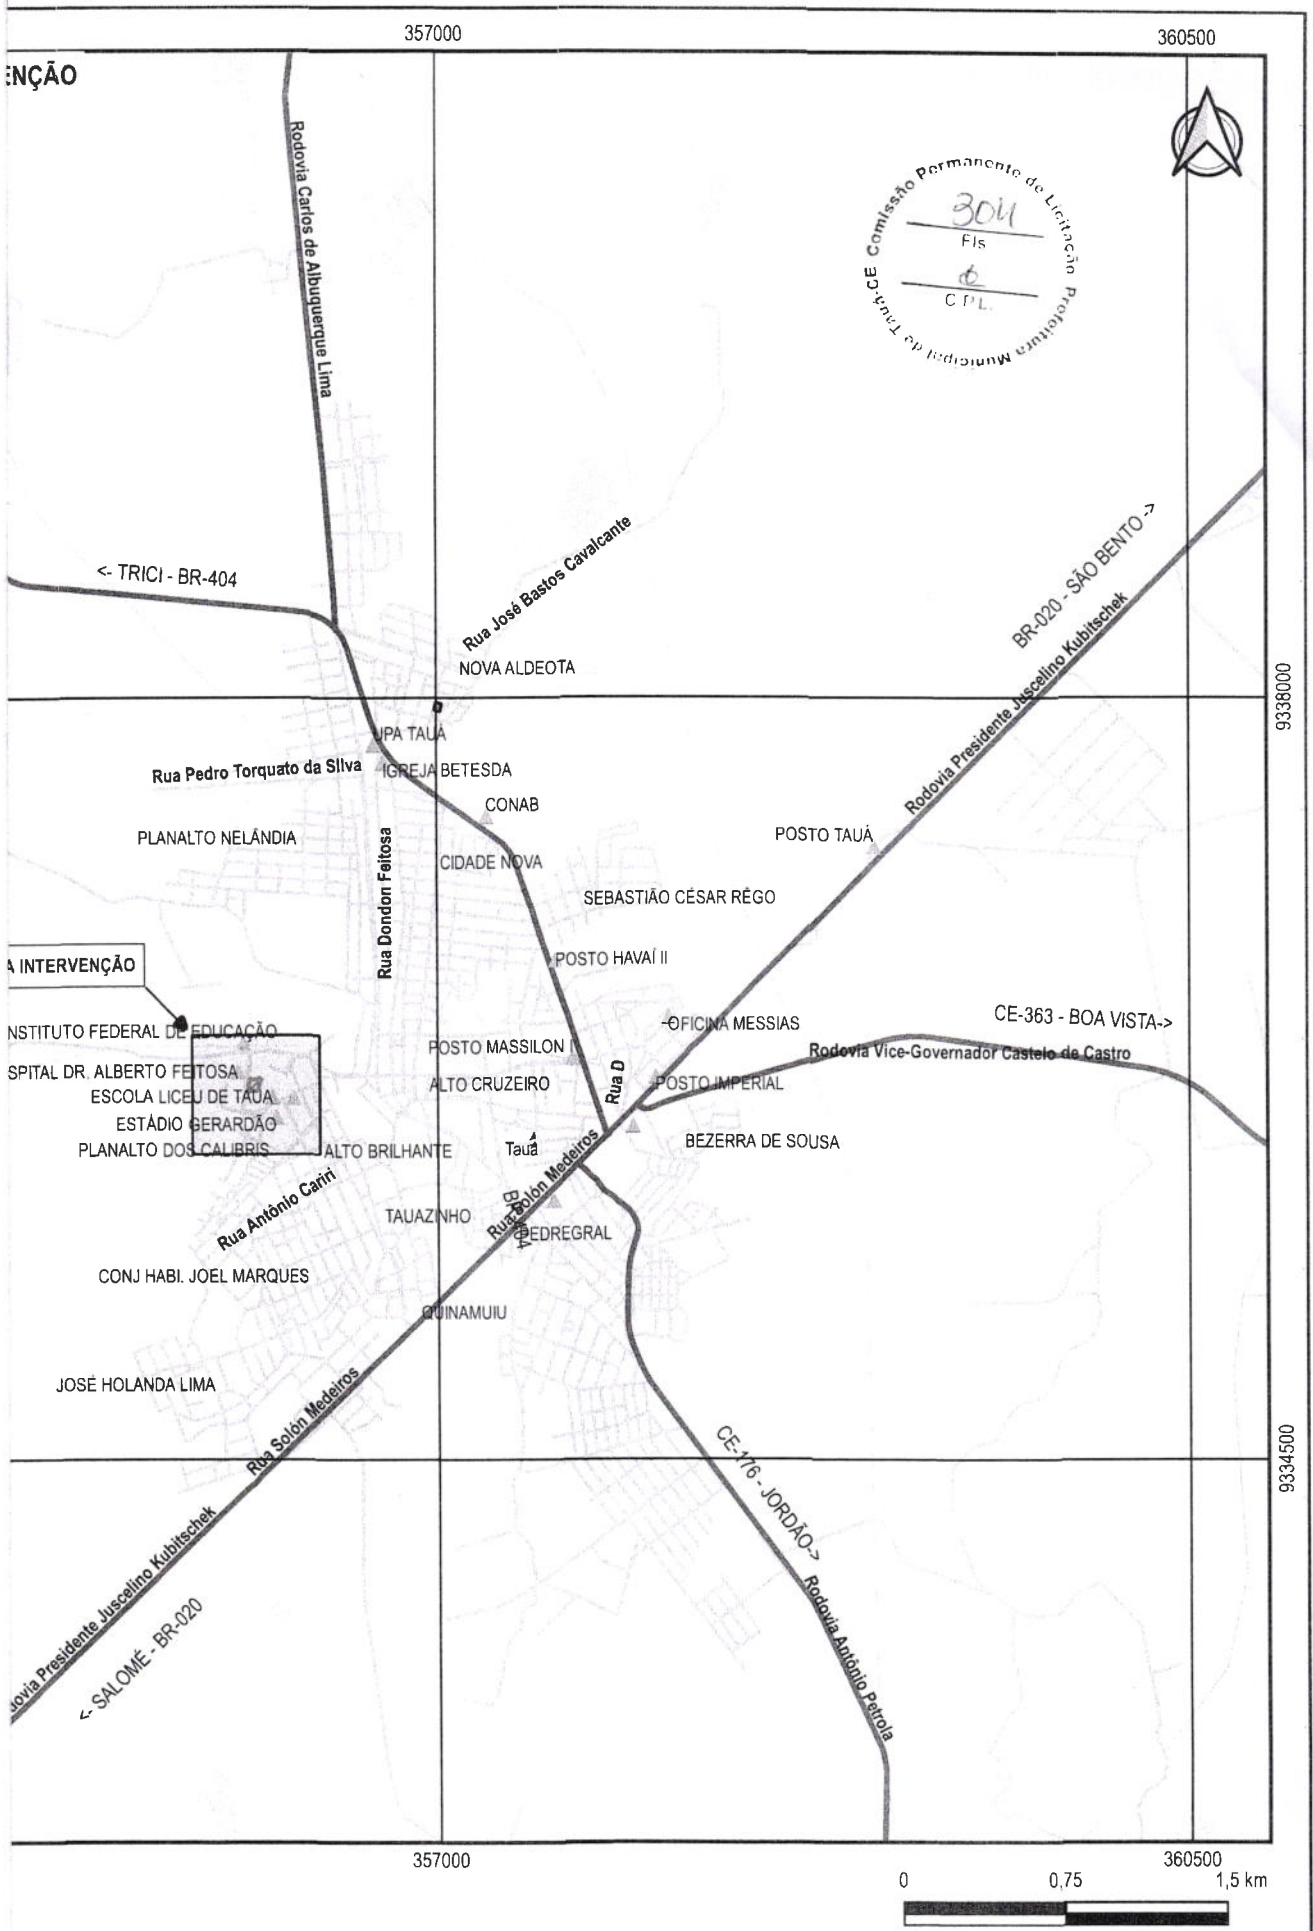 357000
360500
ENÇÃO
Rodovia Carlos de Albuquerque Lima
Comissão Permanente de Licitação Prefeitura Municipal de Tauá-CE
304
Fls
C.P.L.
<- TRICI - BR-404
Rua José Bastos Cavalcante
BR-020 - SÃO BENTO ->
Rodovia Presidente Juscelino Kubitschek
NOVA ALDEOTA
9338000
UPA TAUÁ
Rua Pedro Torquato da Silva
IGREJA BETESDA
CONAB
POSTO TAUÁ
PLANALTO NELÂNDIA
Rua Dondon Feitosa
CIDADE NOVA
SEBASTIÃO CÉSAR RÊGO
POSTO HAVAÍ II
A INTERVENÇÃO
CE-363 - BOA VISTA->
OFICINA MESSIAS
NSTITUTO FEDERAL DE EDUCAÇÃO
POSTO MASSILON
Rodovia Vice-Governador Castelo de Castro
SPITAL DR. ALBERTO FEITOSA
ALTO CRUZEIRO
Rua D
POSTO IMPERIAL
ESCOLA LICEU DE TAUÁ
ESTÁDIO GERARDÃO
PLANALTO DOS CALIBRIS
ALTO BRILHANTE
Tauá
BEZERRA DE SOUSA
Rua Solón Medeiros
Rua Antônio Cariri
TAUAZINHO
BR-404
PEDREGRAL
CONJ HABI. JOEL MARQUES
QUINAMUIU
JOSÉ HOLANDA LIMA
Rua Solón Medeiros
CE-176 - JORDÃO->
9334500
dovia Presidente Juscelino Kubitschek
<- SALOMÉ - BR-020
Rodovia Antônio Petrola
357000
360500
0 0,75 1,5 km